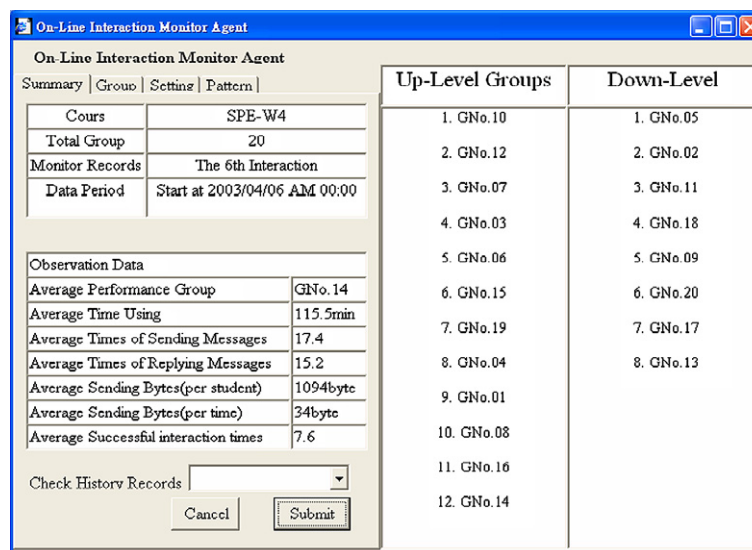 On-Line Interaction Monitor Agent
On-Line Interaction Monitor Agent
Summary Group Setting Pattern
Cours SPE-W4
Total Group 20
Monitor Records The 6th Interaction
Data Period Start at 2003/04/06 AM 00:00
Observation Data
Average Performance Group GNo.14
Average Time Using 115.5min
Average Times of Sending Messages 17.4
Average Times of Replying Messages 15.2
Average Sending Bytes(per student) 1094byte
Average Sending Bytes(per time) 34byte
Average Successful interaction times 7.6
Check History Records
Cancel Submit
Up-Level Groups
1. GNo.10
2. GNo.12
3. GNo.07
4. GNo.03
5. GNo.06
6. GNo.15
7. GNo.19
8. GNo.04
9. GNo.01
10. GNo.08
11. GNo.16
12. GNo.14
Down-Level
1. GNo.05
2. GNo.02
3. GNo.11
4. GNo.18
5. GNo.09
6. GNo.20
7. GNo.17
8. GNo.13